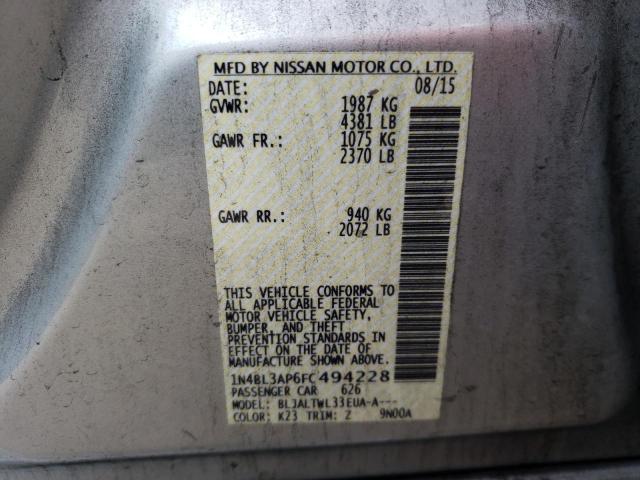 MFD BY NISSAN MOTOR CO., LTD.
DATE: 08/15
GVWR: 1987 KG
4381 LB
GAWR FR.: 1075 KG
2370 LB
GAWR RR.: 940 KG
2072 LB
THIS VEHICLE CONFORMS TO
ALL APPLICABLE FEDERAL
MOTOR VEHICLE SAFETY,
BUMPER, AND THEFT
PREVENTION STANDARDS IN
EFFECT ON THE DATE OF
MANUFACTURE SHOWN ABOVE.
1N4BL3AP6FC494228
PASSENGER CAR 626
MODEL: BLJALTWL33EUA-A---
COLOR: K23 TRIM: Z 9N00A